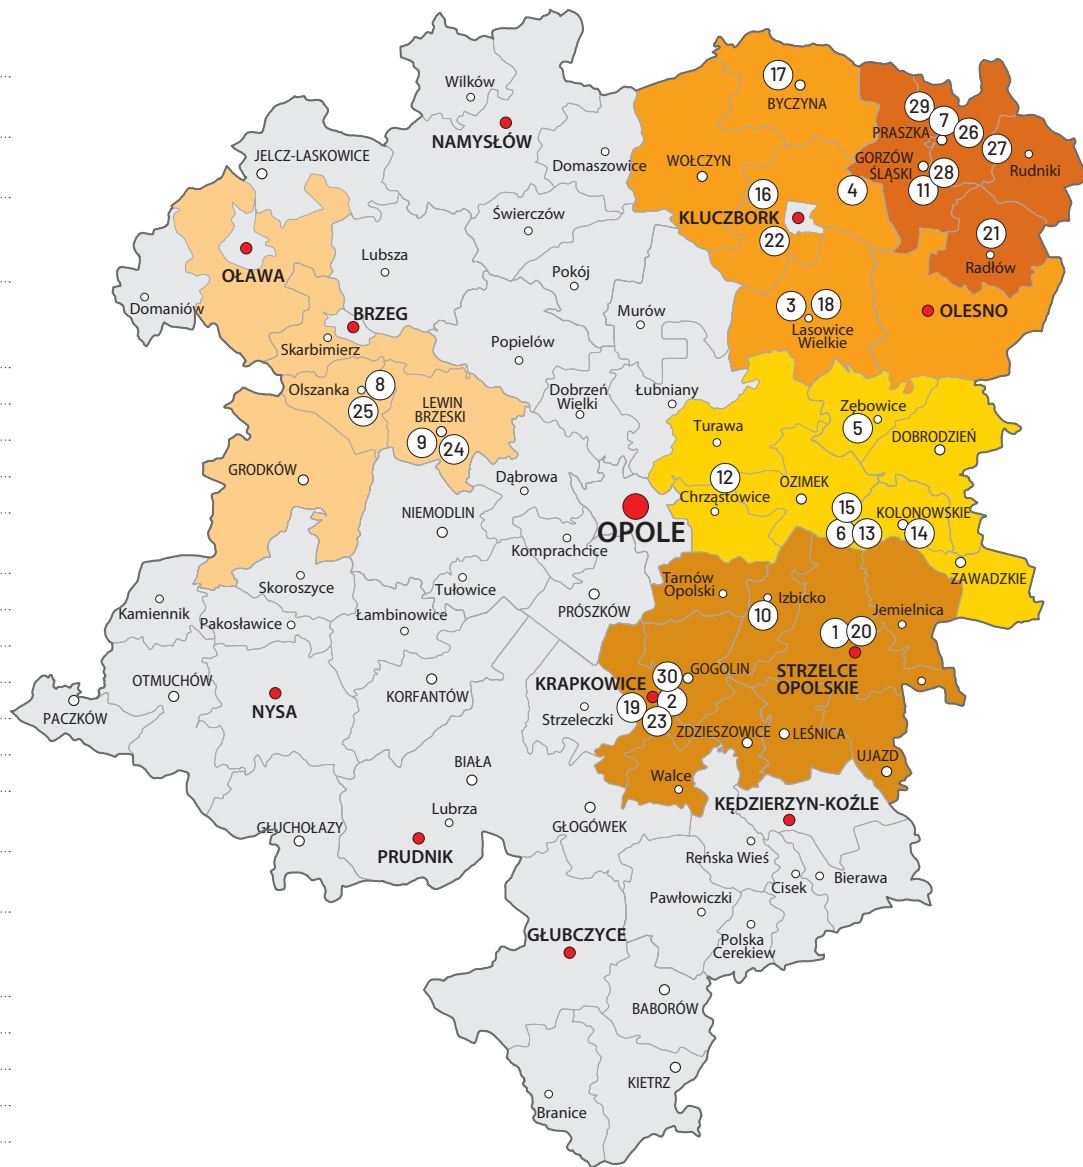 Wilków
NAMYSŁÓW
Domaszowice
JELCZ-LASKOWICE
Świerczów
OŁAWA
Lubsza
Pokój
Domaniów
BRZEG
Murów
Skarbimierz
Popielów
Olszanka
8
25
LEWIN
BRZESKI
9
24
Dobrzeń
Wielki
Łubniany
GRODKÓW
Dąbrowa
NIEMODLIN
OPOLE
Komprachcice
17
BYCZYNA
WOŁCZYN
16
4
KLUCZBORK
22
3
18
Lasowice
Wielkie
29
7
26
27
PRASZKA
GORZÓW
ŚLĄSKI
28
11
Rudniki
21
Radłów
OLESNO
Turawa
Zębowice
5
DOBRODZIEŃ
12
Chrząstowice
OZIMEK
15
6
13
KOLONOWSKIE
14
ZAWADZKIE
Skoroszyce
Tułowice
PRÓSZKÓW
Kamiennik
Pakosławice
Łambinowice
Tarnów
Opolski
Izbicko
10
Jemielnica
1
20
STRZELCE
OPOLSKIE
OTMUCHÓW
PACZKÓW
NYSA
KORFANTÓW
KRAPKOWICE
30
GOGOLIN
19
2
23
Strzeleczki
ZDZIESZOWICE
LEŚNICA
UJAZD
Walce
BIAŁA
Lubrza
GŁOGÓWEK
GŁUCHOŁAZY
PRUDNIK
KĘDZIERZYN-KOŹLE
Reńska Wieś
Cisek
Bierawa
Pawłowiczki
Polska
Cerekiew
GŁUBCZYCE
BABORÓW
KIETRZ
Branice